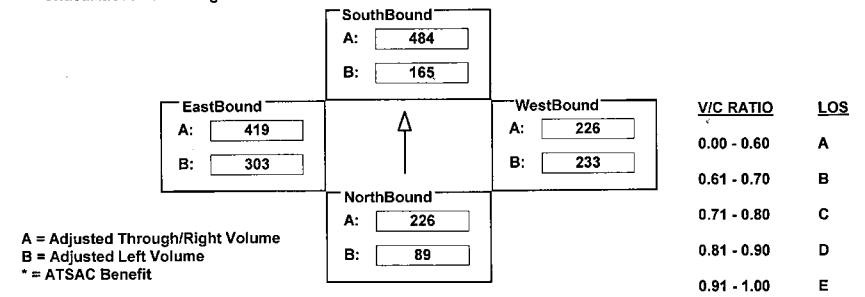 SouthBound
A: 484
B: 165
EastBound
A: 419
B: 303
WestBound
A: 226
B: 233
NorthBound
A: 226
B: 89
A = Adjusted Through/Right Volume
B = Adjusted Left Volume
* = ATSAC Benefit
V/C RATIO LOS
0.00 - 0.60 A
0.61 - 0.70 B
0.71 - 0.80 C
0.81 - 0.90 D
0.91 - 1.00 E